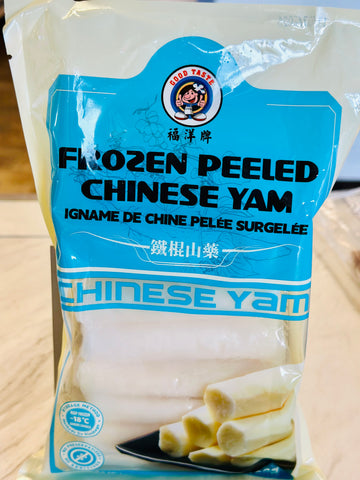 GOOD TASTE
福洋牌
FROZEN PEELED
CHINESE YAM
IGNAME DE CHINE PELÉE SURGELÉE
鐵棍山藥
CHINESE Yam
-18°C